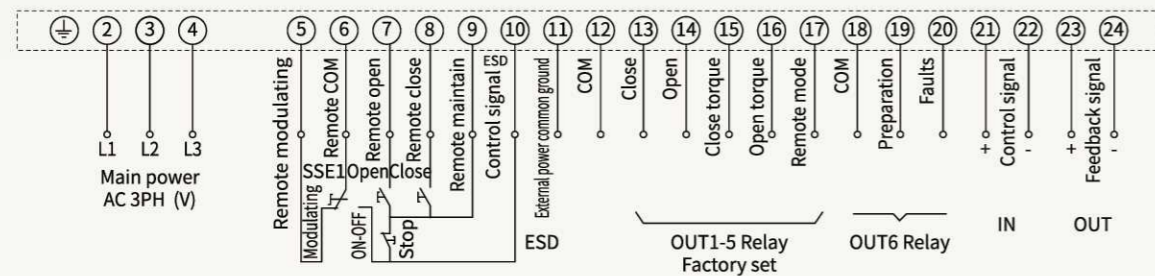 2 3 4 5 6 7 8 9 10 11 12 13 14 15 16 17 18 19 20 21 22 23 24
L1 L2 L3
Main power
AC 3PH (V)
Remote modulating
Remote COM
Remote open
Remote close
Remote maintain
Control signal
ESD
External power common ground
COM
Close
Open
Close torque
Open torque
Remote mode
COM
Preparation
Faults
+ Control signal -
+ Feedback signal -
SSE1OpenClose
Modulating
ON-OFF
Stop
ESD
OUT1-5 Relay
Factory set
OUT6 Relay
IN
OUT